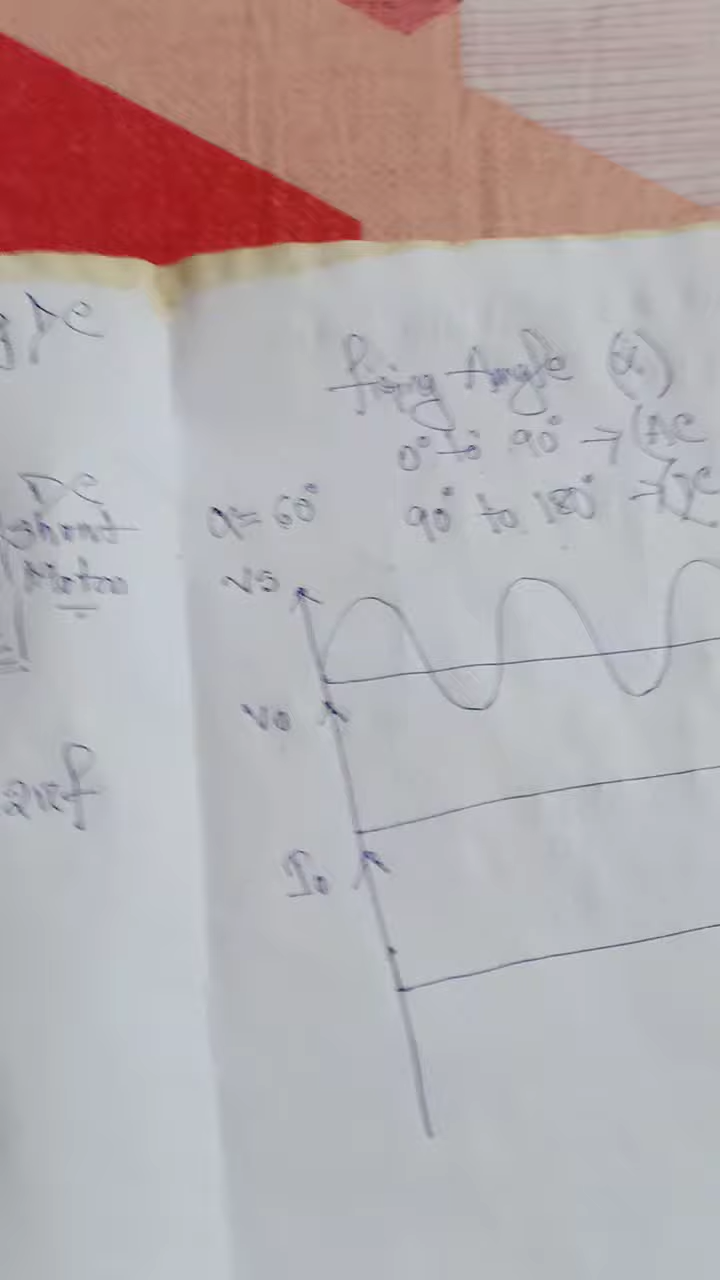 DC
DC
Shunt
Motor
2πf
Firing Angle (α)
0° to 90° → (AC
90° to 180° → (DC
α = 60°
Vs
Vo
Io